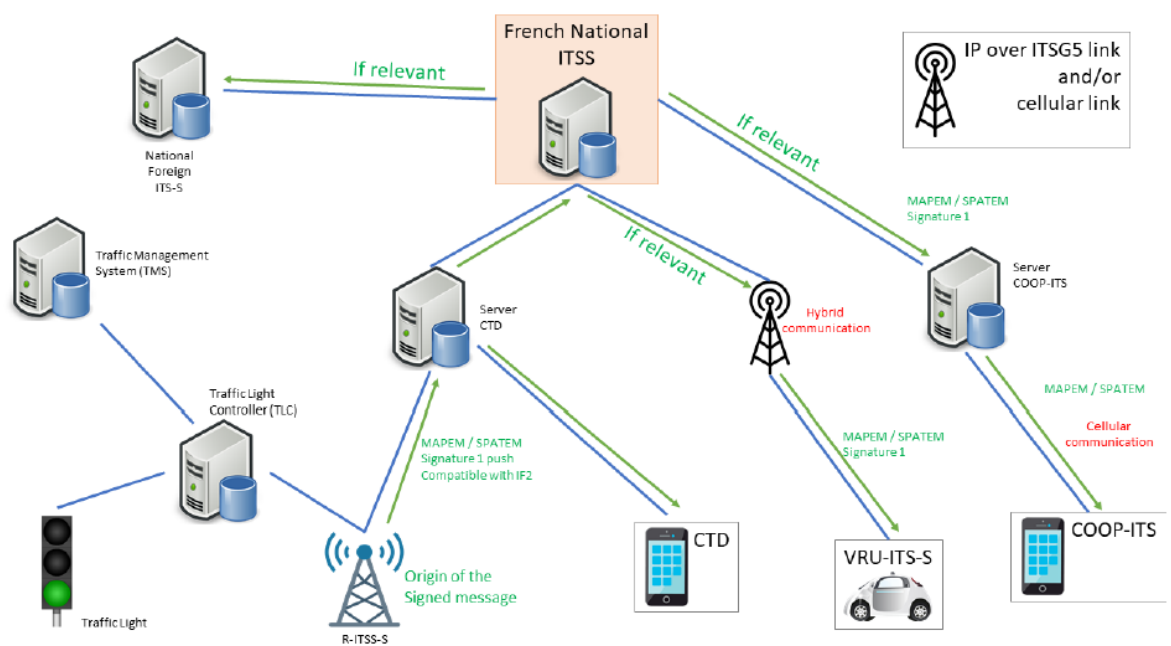 French National
ITSS
IP over ITSG5 link
and/or
cellular link
If relevant
National
Foreign
ITS-S
If relevant
MAPEM / SPATEM
Signature 1
Traffic Management
System (TMS)
If relevant
Server
CTD
Server
COOP-ITS
Hybrid
communication
Traffic Light
Controller (TLC)
MAPEM / SPATEM
Cellular
communication
MAPEM / SPATEM
Signature 1 push
Compatible with IF2
MAPEM / SPATEM
Signature 1
CTD
VRU-ITS-S
COOP-ITS
Origin of the
Signed message
Traffic Light
R-ITSS-S